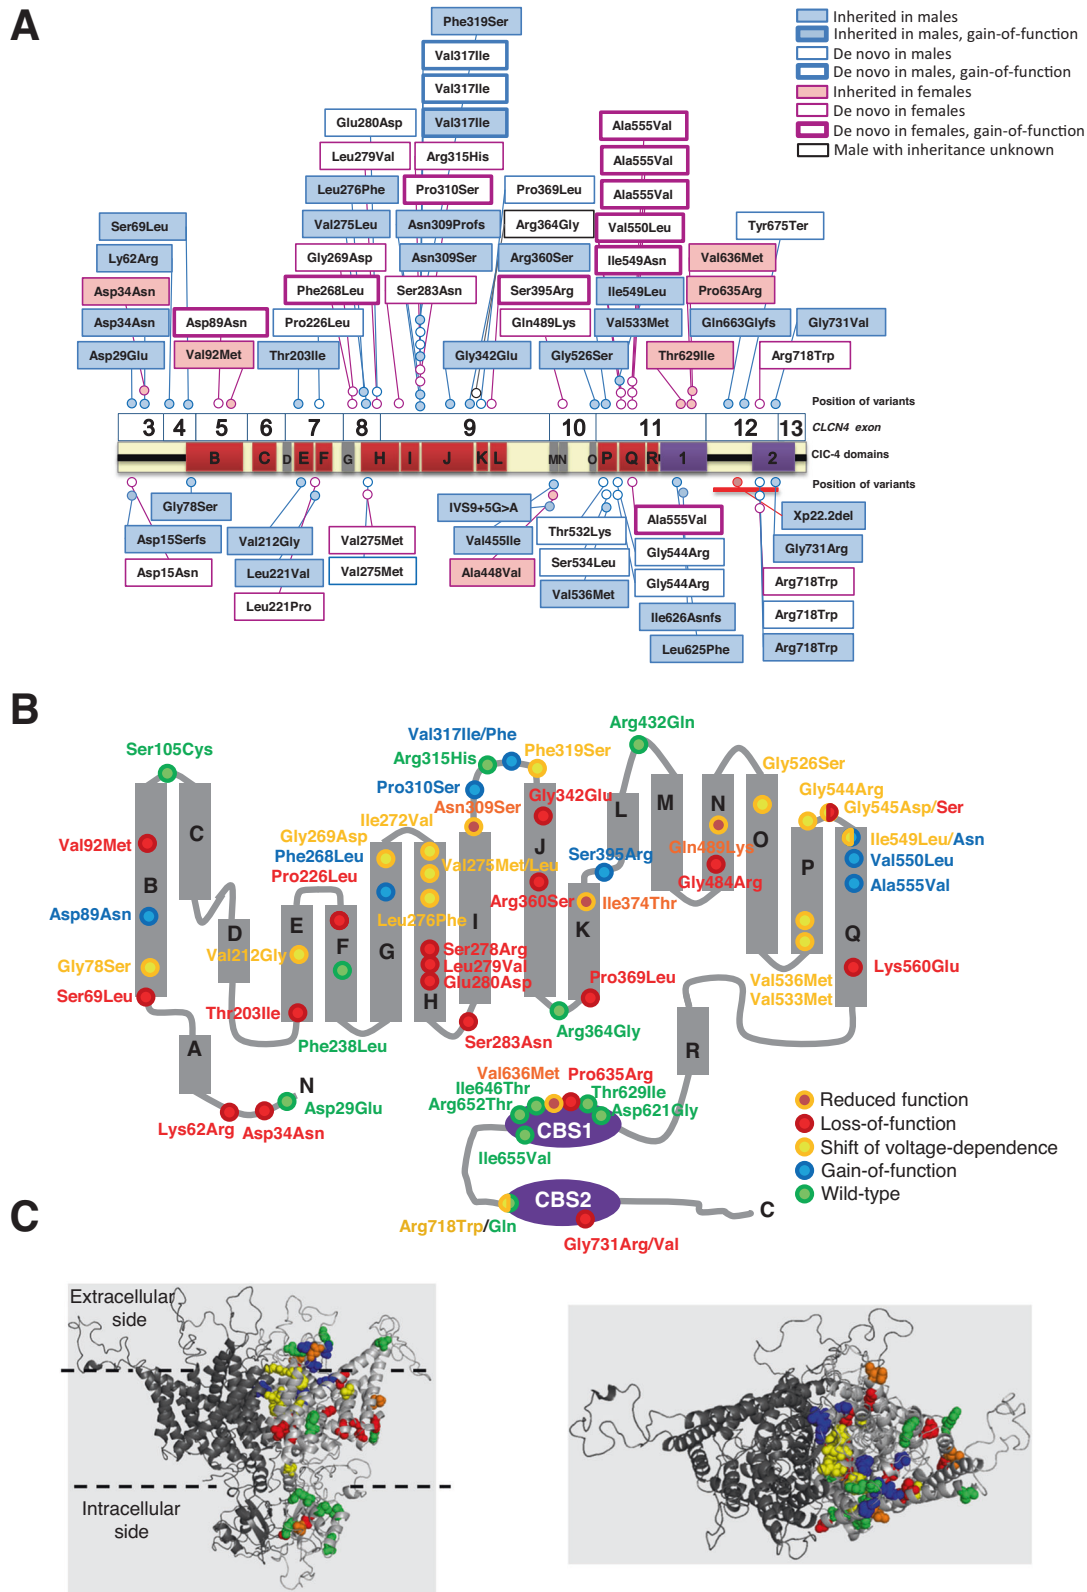 A
Phe319Ser
Val317Ile
Val317Ile
Val317Ile
Glu280Asp
Leu279Val
Arg315His
Leu276Phe
Pro310Ser
Pro369Leu
Val275Leu
Asn309Profs
Arg364Gly
Gly269Asp
Asn309Ser
Arg360Ser
Phe268Leu
Ser283Asn
Ser395Arg
Pro226Leu
Gln489Lys
Thr203Ile
Gly342Glu
Gly526Ser
Ser69Leu
Ly62Arg
Asp34Asn
Asp34Asn
Asp89Asn
Asp29Glu
Val92Met
Ala555Val
Ala555Val
Ala555Val
Val550Leu
Ile549Asn
Ile549Leu
Val533Met
Tyr675Ter
Val636Met
Pro635Arg
Gln663Glyfs
Gly731Val
Thr629Ile
Arg718Trp
Inherited in males
Inherited in males, gain-of-function
De novo in males
De novo in males, gain-of-function
Inherited in females
De novo in females
De novo in females, gain-of-function
Male with inheritance unknown
Position of variants
3 4 5 6 7 8 9 10 11 12 13
CLCN4 exon
B C D E F G H I J K L M N O P Q R 1 2
ClC-4 domains
Position of variants
Gly78Ser
Asp15Serfs
Asp15Asn
Val212Gly
Leu221Val
Leu221Pro
Val275Met
Val275Met
IVS9+5G>A
Val455Ile
Ala448Val
Thr532Lys
Ser534Leu
Val536Met
Ala555Val
Gly544Arg
Gly544Arg
Ile626Asnfs
Leu625Phe
Xp22.2del
Gly731Arg
Arg718Trp
Arg718Trp
Arg718Trp
B
Ser105Cys
Val317Ile/Phe
Arg432Gln
Arg315His
Phe319Ser
Gly526Ser
Pro310Ser
Gly342Glu
Gly544Arg
Asn309Ser
Gly545Asp/Ser
Ile272Val
Val92Met
Gly269Asp
Ile549Leu/Asn
Phe268Leu
Val275Met/Leu
Gln489Lys
Ser395Arg
Val550Leu
Pro226Leu
Gly484Arg
Ala555Val
Asp89Asn
Leu276Phe
Arg360Ser
Ile374Thr
Val212Gly
Ser278Arg
Gly78Ser
Leu279Val
Lys560Glu
Glu280Asp
Pro369Leu
Val536Met
Ser69Leu
Val533Met
Thr203Ile
Ser283Asn
Arg364Gly
Phe238Leu
A
B
C
D
E
F
G
H
I
J
K
L
M
N
O
P
Q
R
N
Asp29Glu
Lys62Arg
Asp34Asn
Val636Met
Pro635Arg
Ile646Thr
Thr629Ile
Arg652Thr
Asp621Gly
CBS1
Ile655Val
CBS2
C
Arg718Trp/Gln
Gly731Arg/Val
Reduced function
Loss-of-function
Shift of voltage-dependence
Gain-of-function
Wild-type
C
Extracellular
side
Intracellular
side